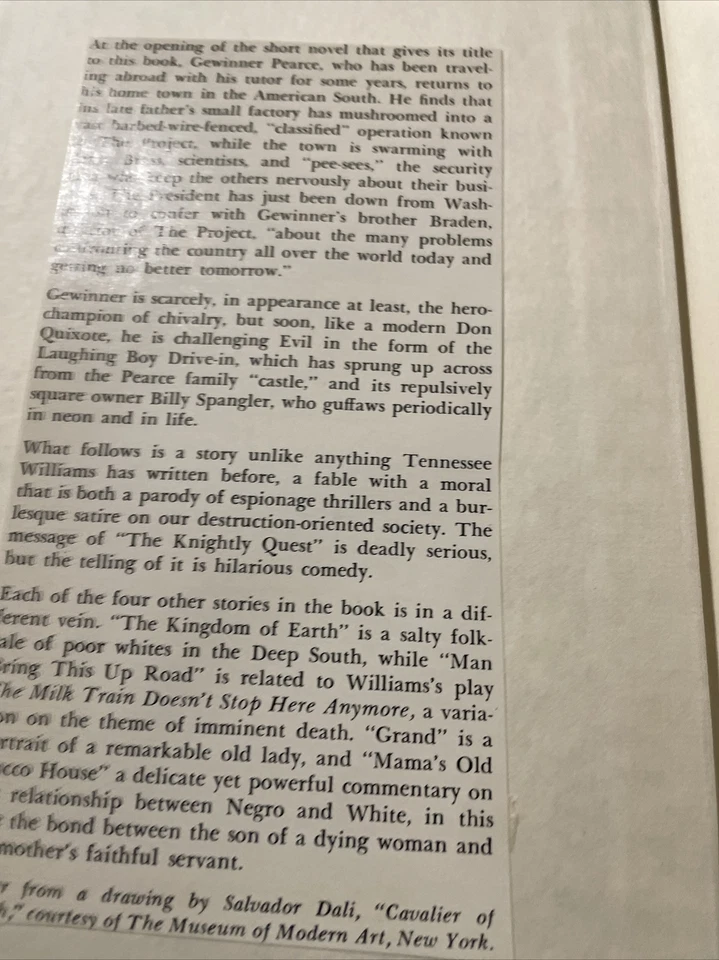 At the opening of the short novel that gives its title
to this book, Gewinner Pearce, who has been travel-
ing abroad with his tutor for some years, returns to
his home town in the American South. He finds that
his late father's small factory has mushroomed into a
vast barbed-wire-fenced, "classified" operation known
The Project, while the town is swarming with
scientists, and "pee-sees," the security
keep the others nervously about their busi-
The President has just been down from Wash-
to confer with Gewinner's brother Braden,
of The Project, "about the many problems
confronting the country all over the world today and
getting no better tomorrow."
Gewinner is scarcely, in appearance at least, the hero-
champion of chivalry, but soon, like a modern Don
Quixote, he is challenging Evil in the form of the
Laughing Boy Drive-in, which has sprung up across
from the Pearce family "castle," and its repulsively
square owner Billy Spangler, who guffaws periodically
in neon and in life.
What follows is a story unlike anything Tennessee
Williams has written before, a fable with a moral
that is both a parody of espionage thrillers and a bur-
lesque satire on our destruction-oriented society. The
message of "The Knightly Quest" is deadly serious,
but the telling of it is hilarious comedy.
Each of the four other stories in the book is in a dif-
ferent vein. "The Kingdom of Earth" is a salty folk-
ale of poor whites in the Deep South, while "Man
Bring This Up Road" is related to Williams's play
The Milk Train Doesn't Stop Here Anymore, a varia-
on on the theme of imminent death. "Grand" is a
rtrait of a remarkable old lady, and "Mama's Old
cco House" a delicate yet powerful commentary on
relationship between Negro and White, in this
the bond between the son of a dying woman and
mother's faithful servant.
r from a drawing by Salvador Dali, "Cavalier of
h," courtesy of The Museum of Modern Art, New York.